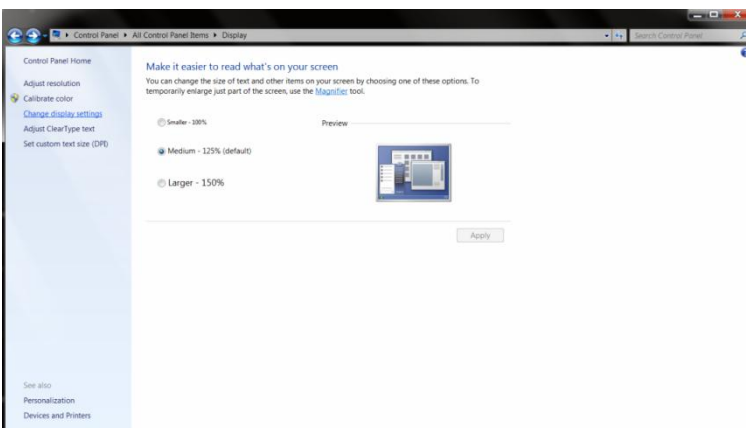 Control Panel ▸ All Control Panel Items ▸ Display
Search Control Panel
Control Panel Home
Adjust resolution
Calibrate color
Change display settings
Adjust ClearType text
Set custom text size (DPI)
See also
Personalization
Devices and Printers
Make it easier to read what's on your screen
You can change the size of text and other items on your screen by choosing one of these options. To
temporarily enlarge just part of the screen, use the Magnifier tool.
Smaller - 100%
Preview
Medium - 125% (default)
Larger - 150%
Apply